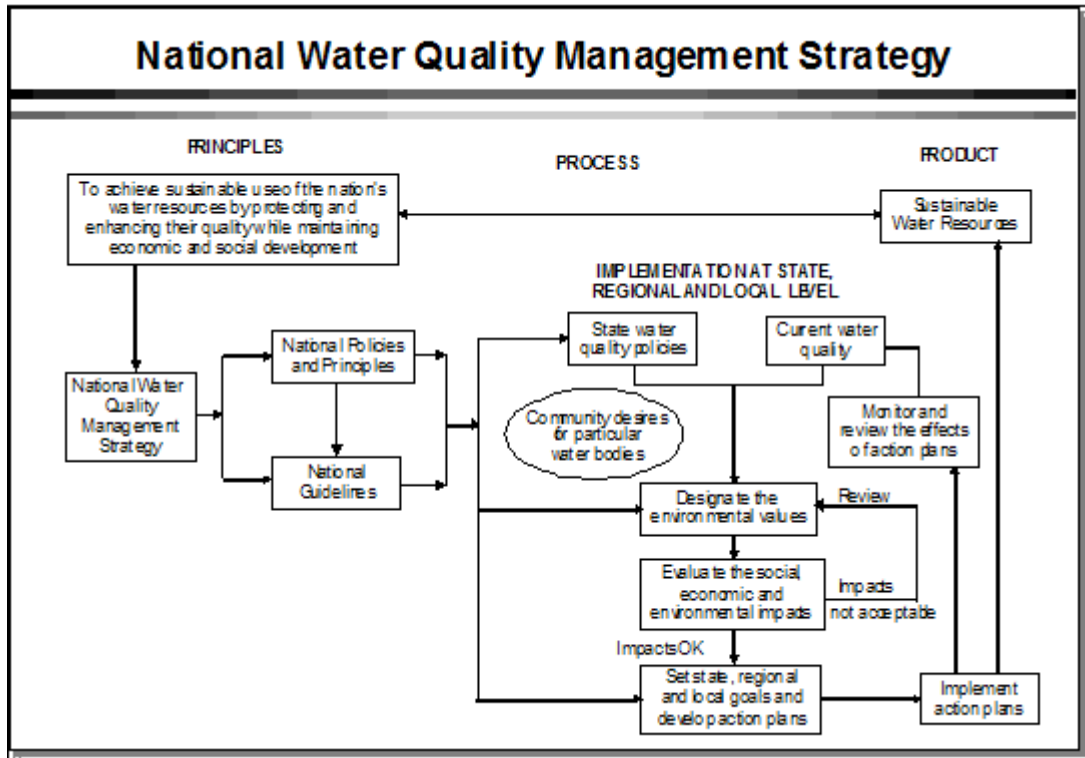 National Water Quality Management Strategy
PRINCIPLES
PROCESS
PRODUCT
To achieve sustainable use of the nation's
water resources by protecting and
enhancing their quality while maintaining
economic and social development
Sustainable
Water Resources
IMPLEMENTATION AT STATE,
REGIONAL AND LOCAL LEVEL
National Policies
and Principles
State water
quality policies
Current water
quality
National Water
Quality
Management
Strategy
Community desires
for particular
water bodies
Monitor and
review the effects
of action plans
National
Guidelines
Designate the
environmental values
Review
Evaluate the social,
economic and
environmental impacts
Impacts
not acceptable
Impacts OK
Set state, regional
and local goals and
develop action plans
Implement
action plans